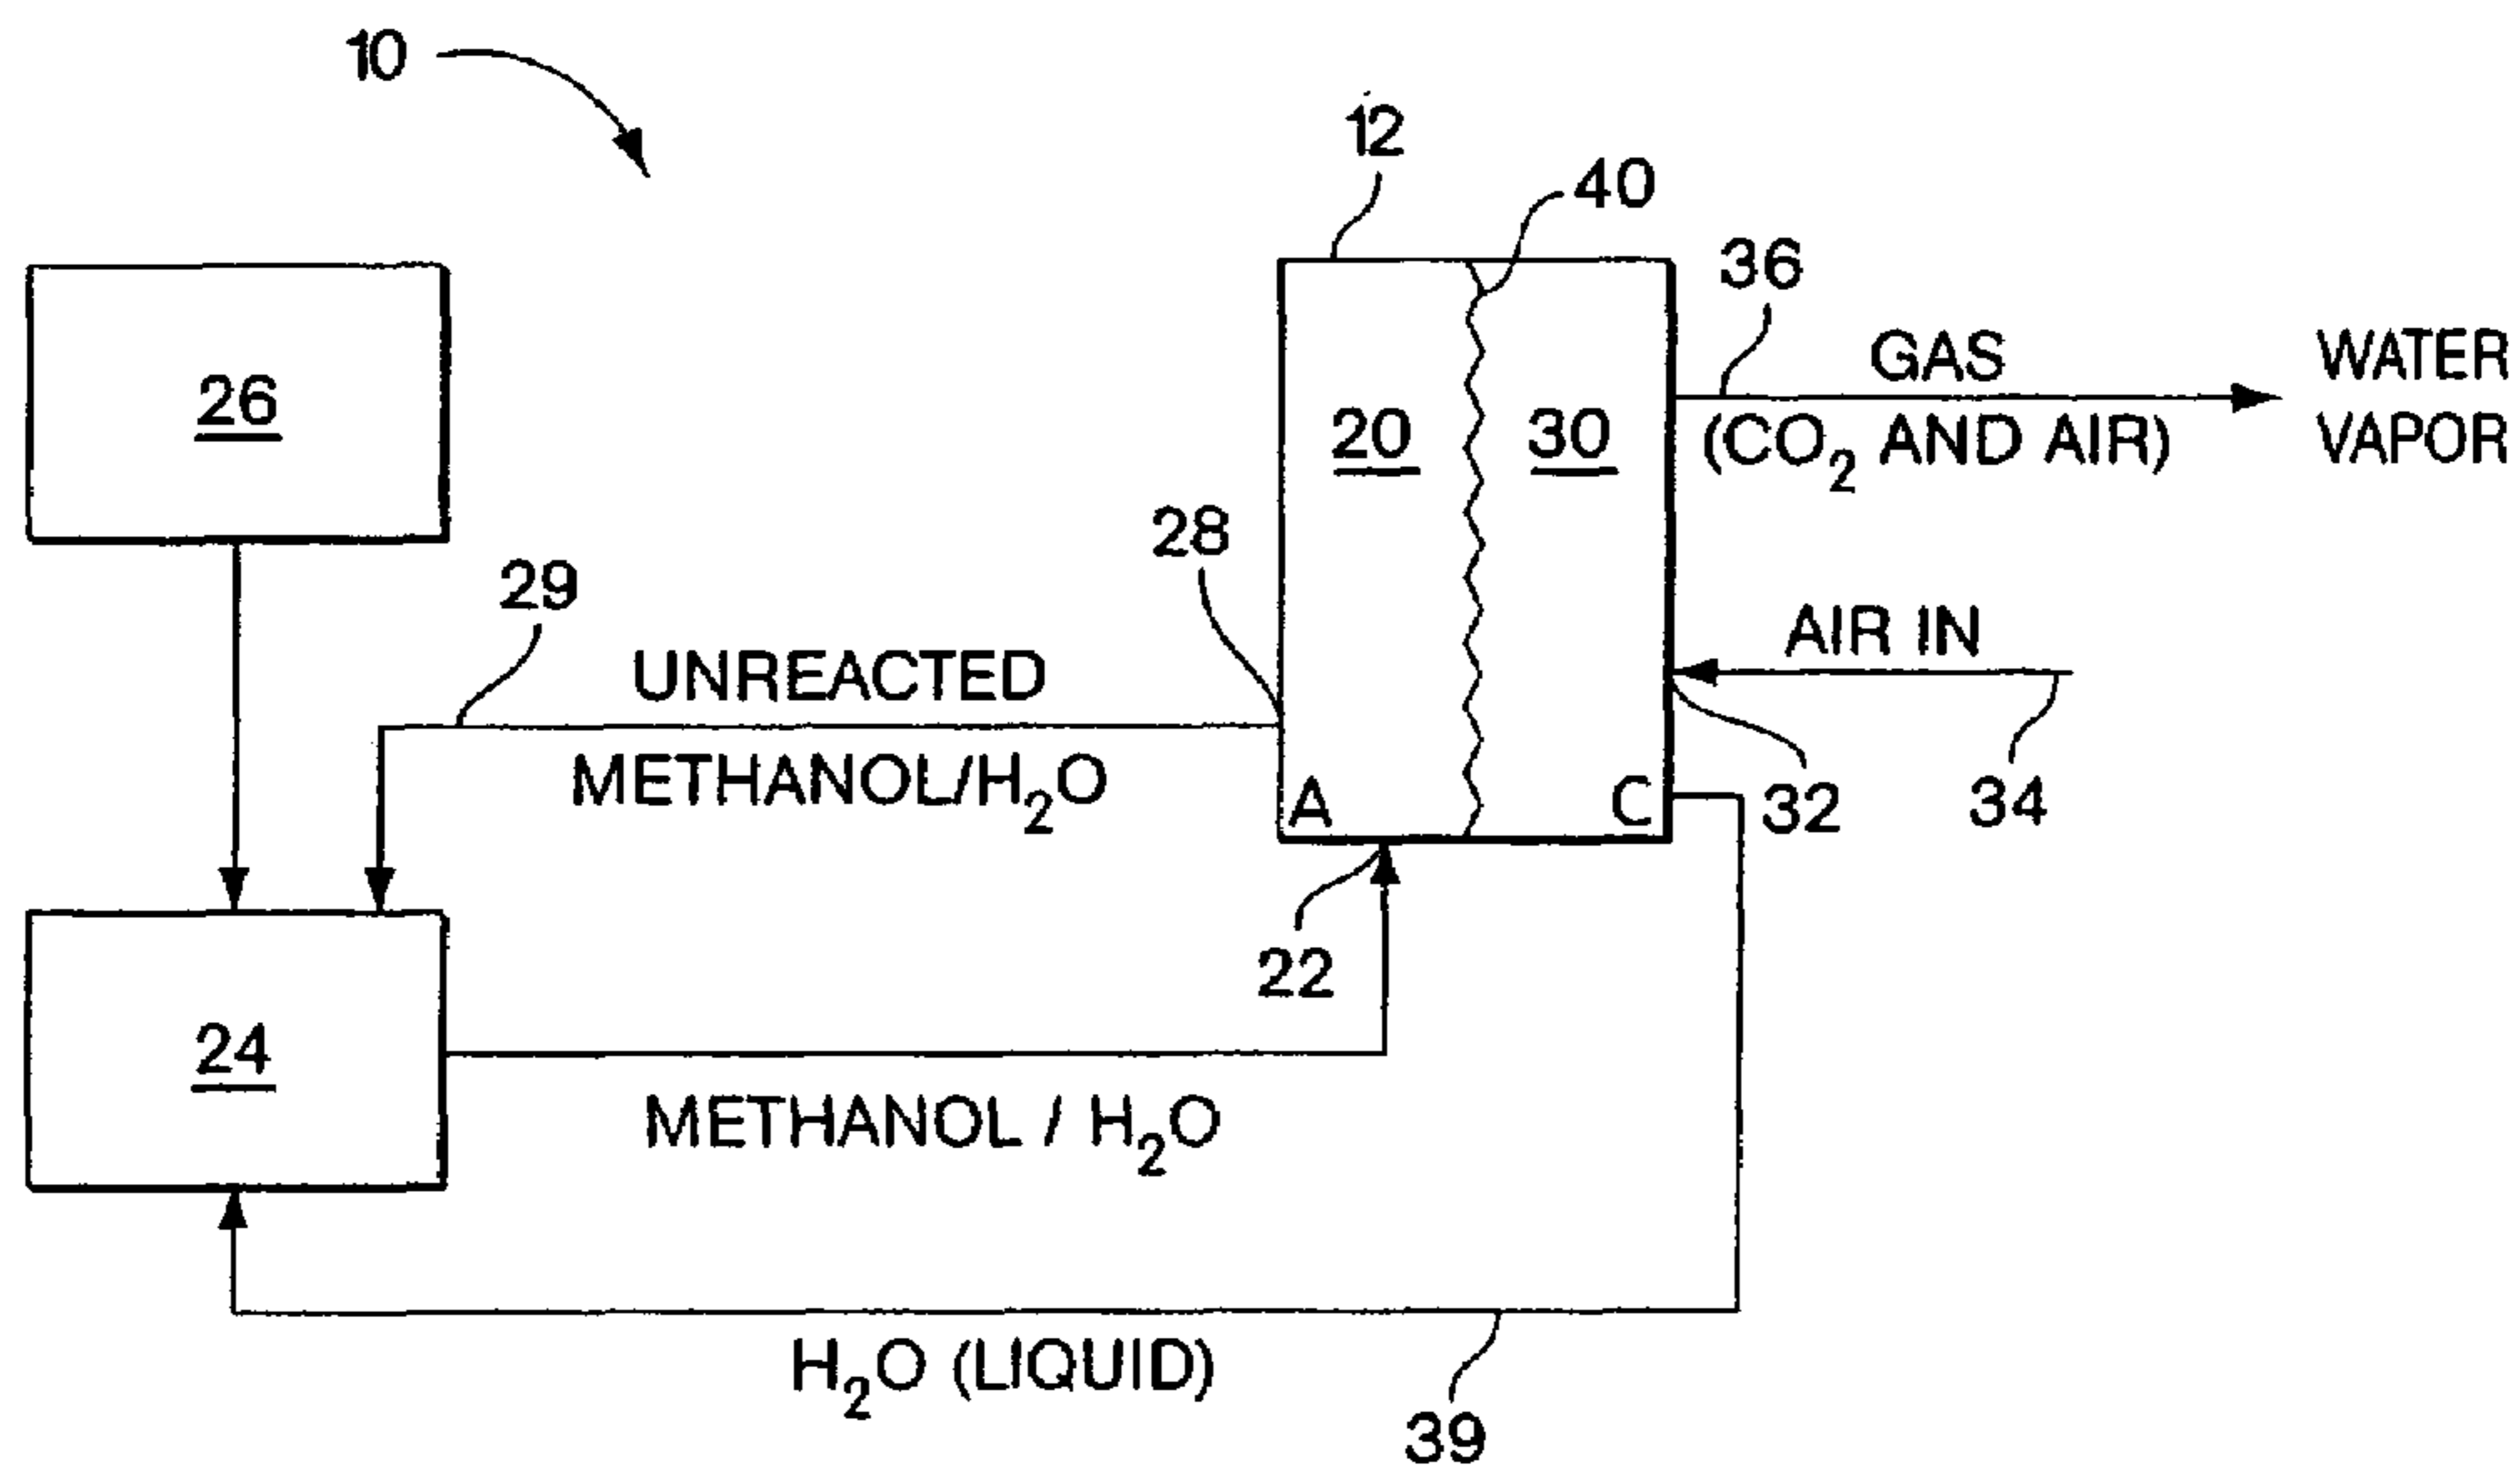 10
12
40
36
GAS
(CO₂ AND AIR)
WATER
VAPOR
26
20
30
28
29
UNREACTED
METHANOL/H₂O
AIR IN
A
C
32
34
22
24
METHANOL / H₂O
H₂O (LIQUID)
39